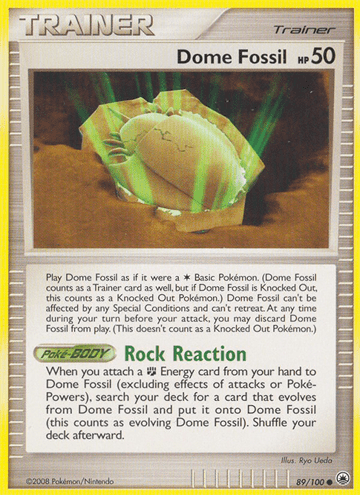 TRAINER
Trainer
Dome Fossil HP 50
Play Dome Fossil as if it were a Basic Pokémon. (Dome Fossil
counts as a Trainer card as well, but if Dome Fossil is Knocked Out,
this counts as a Knocked Out Pokémon.) Dome Fossil can't be
affected by any Special Conditions and can't retreat. At any time
during your turn before your attack, you may discard Dome
Fossil from play. (This doesn't count as a Knocked Out Pokémon.)
Poké-BODY Rock Reaction
When you attach a Energy card from your hand to
Dome Fossil (excluding effects of attacks or Poké-
Powers), search your deck for a card that evolves
from Dome Fossil and put it onto Dome Fossil
(this counts as evolving Dome Fossil). Shuffle your
deck afterward.
Illus. Ryo Ueda
©2008 Pokémon/Nintendo
89/100